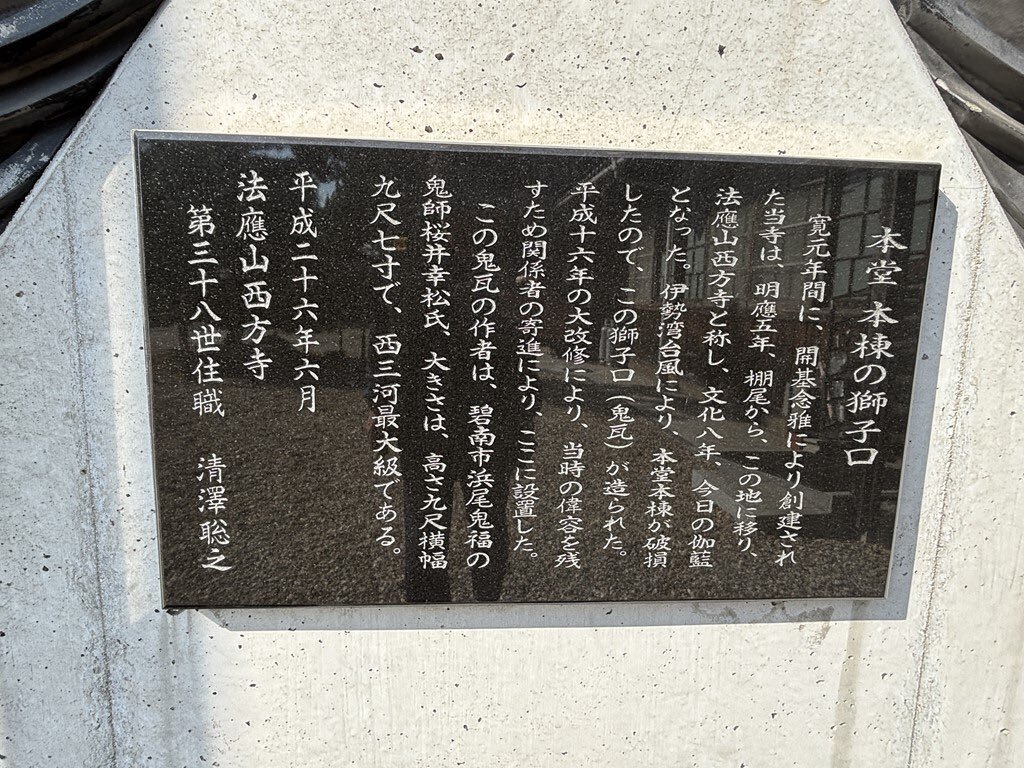 本堂 本棟の獅子口
寛元年間に、開基念雅により創建され
た当寺は、明應五年、棚尾から、この地に移り、
法應山西方寺と称し、文化八年、今日の伽藍
となった。伊勢湾台風により、本堂本棟が破損
したので、この獅子口(鬼瓦)が造られた。
平成十六年の大改修により、当時の偉容を残
すため関係者の寄進により、ここに設置した。
この鬼瓦の作者は、碧南市浜尾鬼福の
鬼師桜井幸松氏、大きさは、高さ九尺横幅
九尺七寸で、西三河最大級である。
平成二十六年六月
法應山西方寺
第三十八世住職 清澤聡之